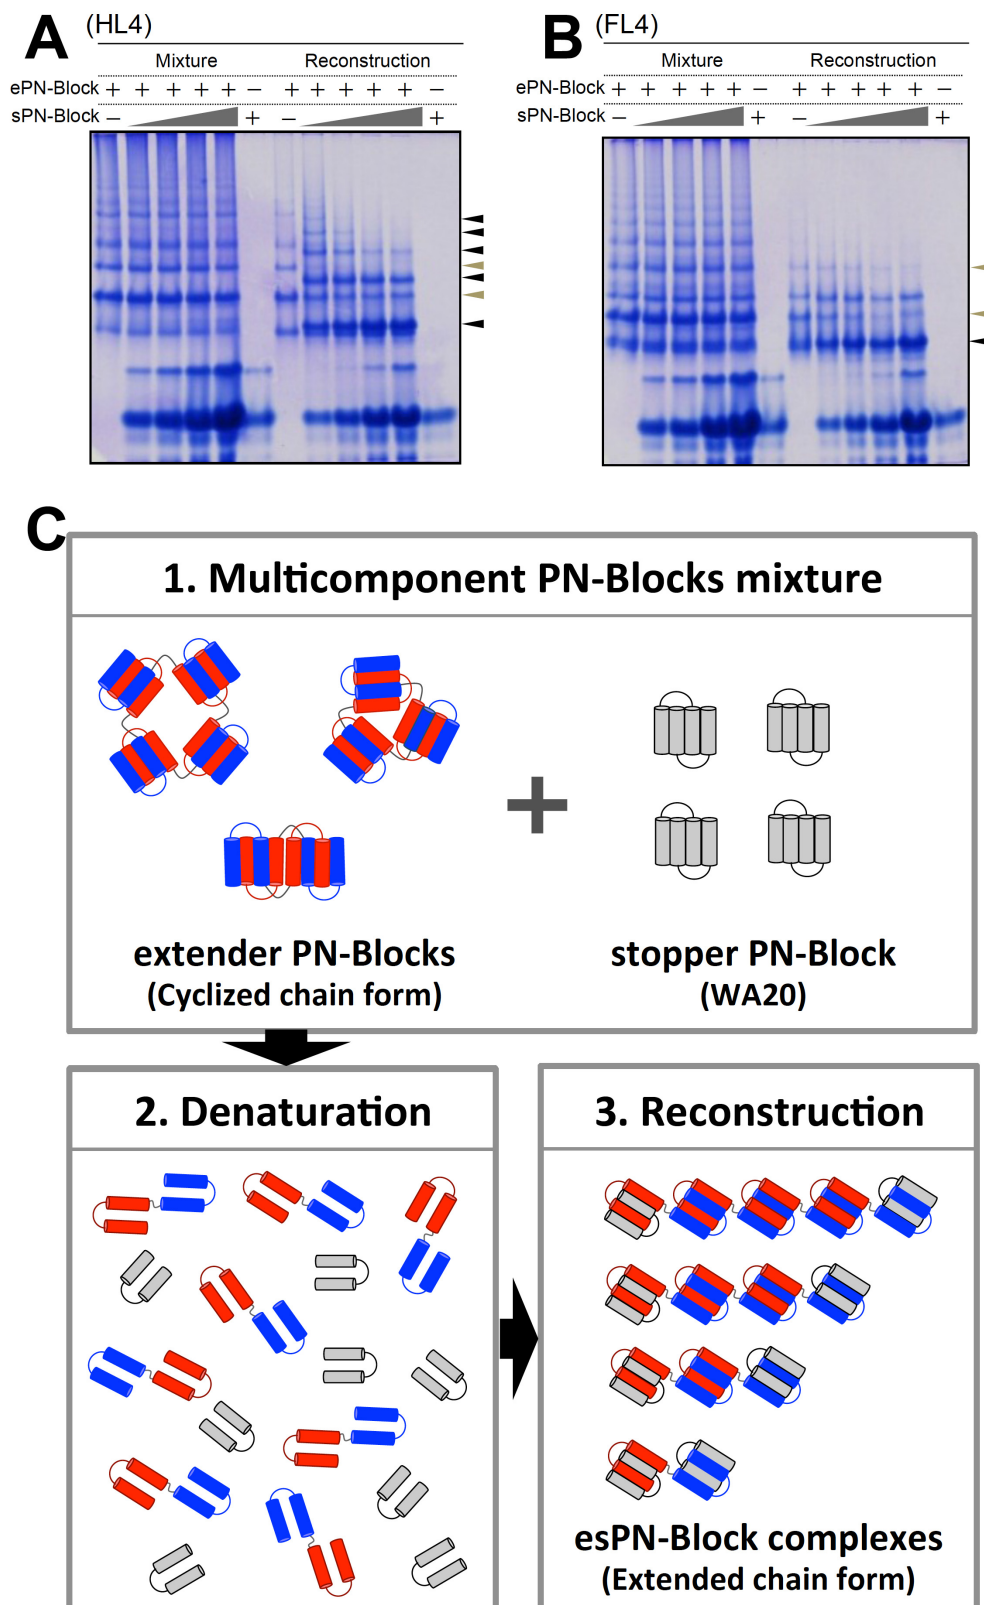 A (HL4)
Mixture Reconstruction
ePN-Block + + + + + − + + + + + −
sPN-Block − + − +
B (FL4)
Mixture Reconstruction
ePN-Block + + + + + − + + + + + −
sPN-Block − + − +
C
1. Multicomponent PN-Blocks mixture
+
extender PN-Blocks
(Cyclized chain form)
stopper PN-Block
(WA20)
2. Denaturation
3. Reconstruction
esPN-Block complexes
(Extended chain form)